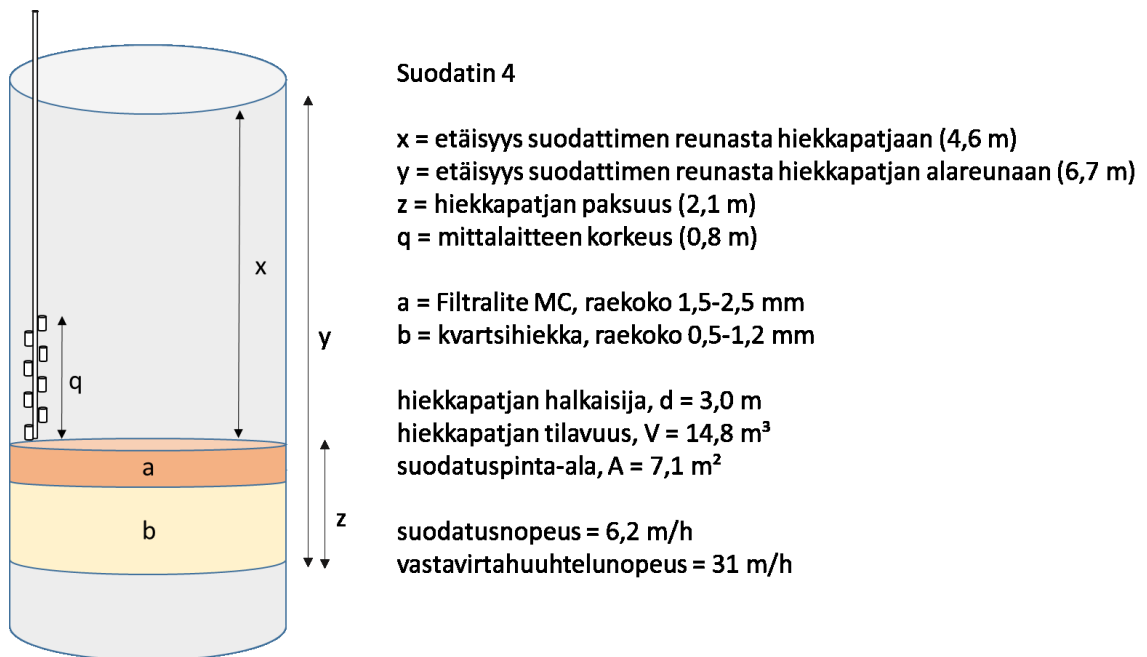 Suodatin 4
x = etäisyys suodattimen reunasta hiekkapatjaan (4,6 m)
y = etäisyys suodattimen reunasta hiekkapatjan alareunaan (6,7 m)
z = hiekkapatjan paksuus (2,1 m)
q = mittalaitteen korkeus (0,8 m)
a = Filtralite MC, raekoko 1,5-2,5 mm
b = kvartsihiekka, raekoko 0,5-1,2 mm
hiekkapatjan halkaisija, d = 3,0 m
hiekkapatjan tilavuus, V = 14,8 m³
suodatuspinta-ala, A = 7,1 m²
suodatusnopeus = 6,2 m/h
vastavirtahuuhtelunopeus = 31 m/h
x
y
q
a
z
b